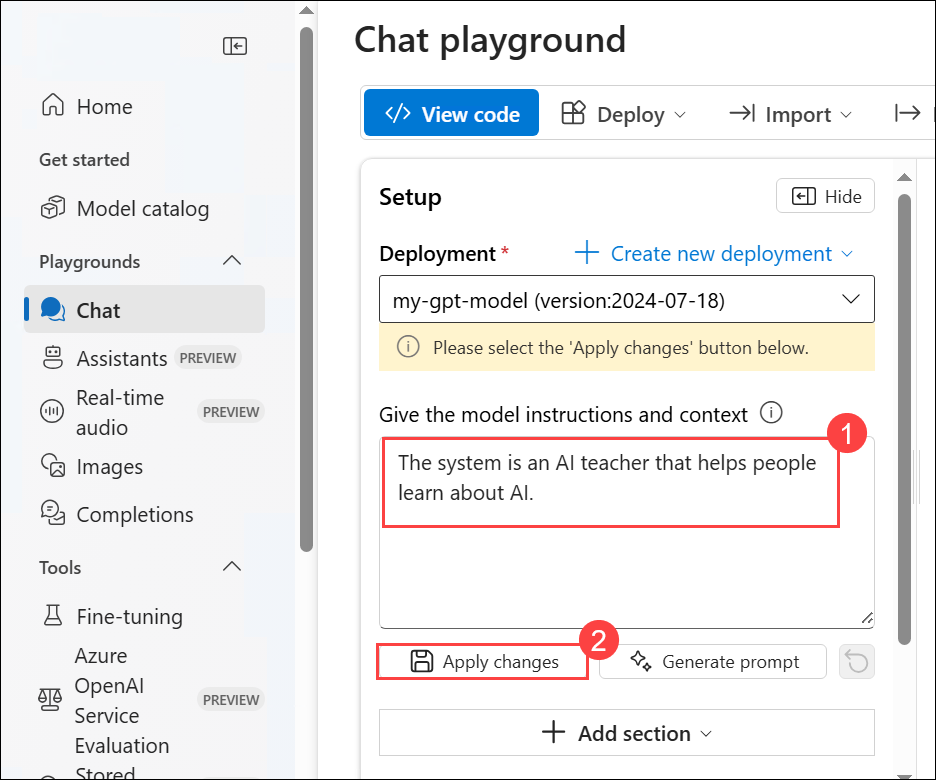 Home
Get started
Model catalog
Playgrounds
Chat
Assistants PREVIEW
Real-time
audio
PREVIEW
Images
Completions
Tools
Fine-tuning
Azure
OpenAI
Service
Evaluation
PREVIEW
Stored
Chat playground
</> View code
Deploy
Import
Setup
Hide
Deployment *
Create new deployment
my-gpt-model (version:2024-07-18)
Please select the 'Apply changes' button below.
Give the model instructions and context
1
The system is an AI teacher that helps people
learn about AI.
2
Apply changes
Generate prompt
Add section